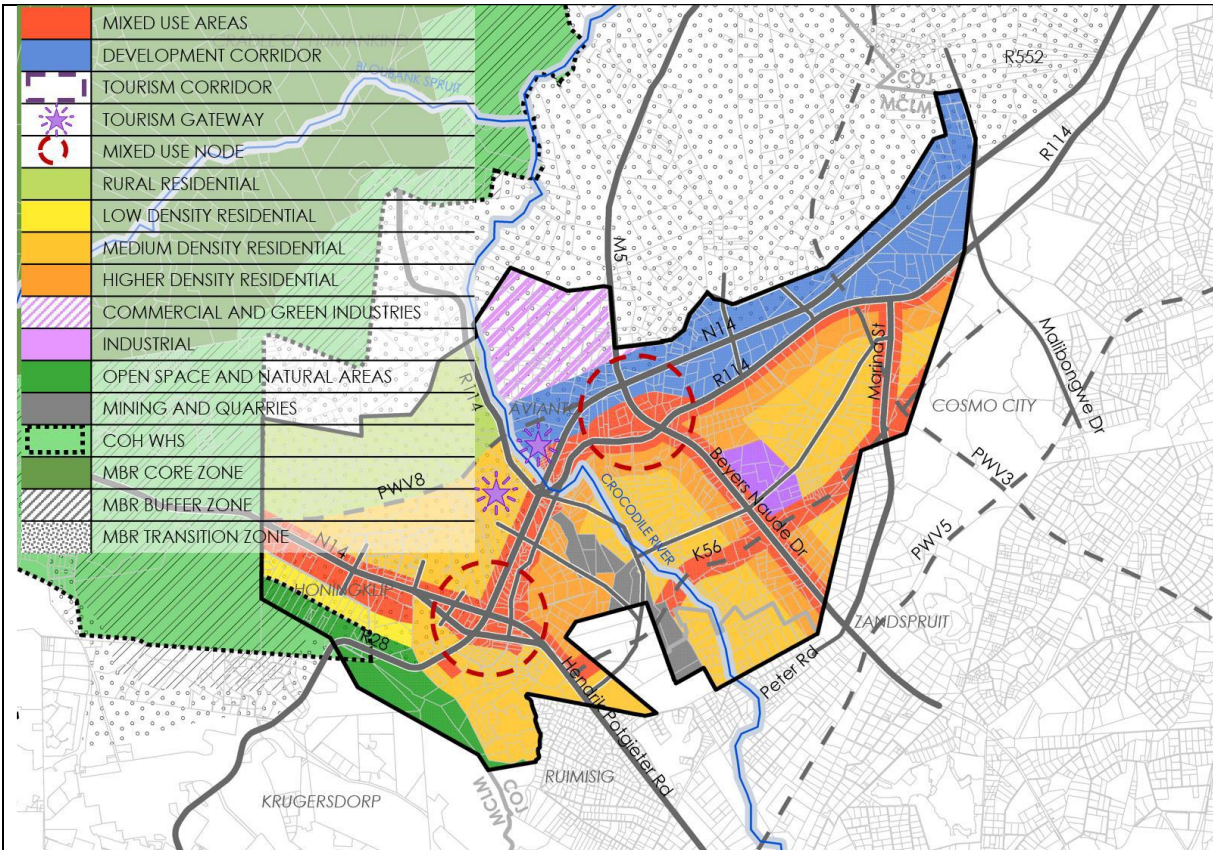 MIXED USE AREAS
DEVELOPMENT CORRIDOR
TOURISM CORRIDOR
TOURISM GATEWAY
MIXED USE NODE
RURAL RESIDENTIAL
LOW DENSITY RESIDENTIAL
MEDIUM DENSITY RESIDENTIAL
HIGHER DENSITY RESIDENTIAL
COMMERCIAL AND GREEN INDUSTRIES
INDUSTRIAL
OPEN SPACE AND NATURAL AREAS
MINING AND QUARRIES
COH WHS
MBR CORE ZONE
MBR BUFFER ZONE
MBR TRANSITION ZONE
BLOUBANK SPRUIT
R552
COJ
MCLM
R114
M5
N14
R114
Marina St
Malibongwe Dr
R114
COSMO CITY
PWV3
Beyers Naude Dr
PWV8
CROCODILE RIVER
PWV5
K56
N14
HONINGKLIP
R28
ZANDSPRUIT
Peter Rd
Hendrik Potgieter Rd
RUIMISIG
KRUGERSDORP
COJ
MCLM